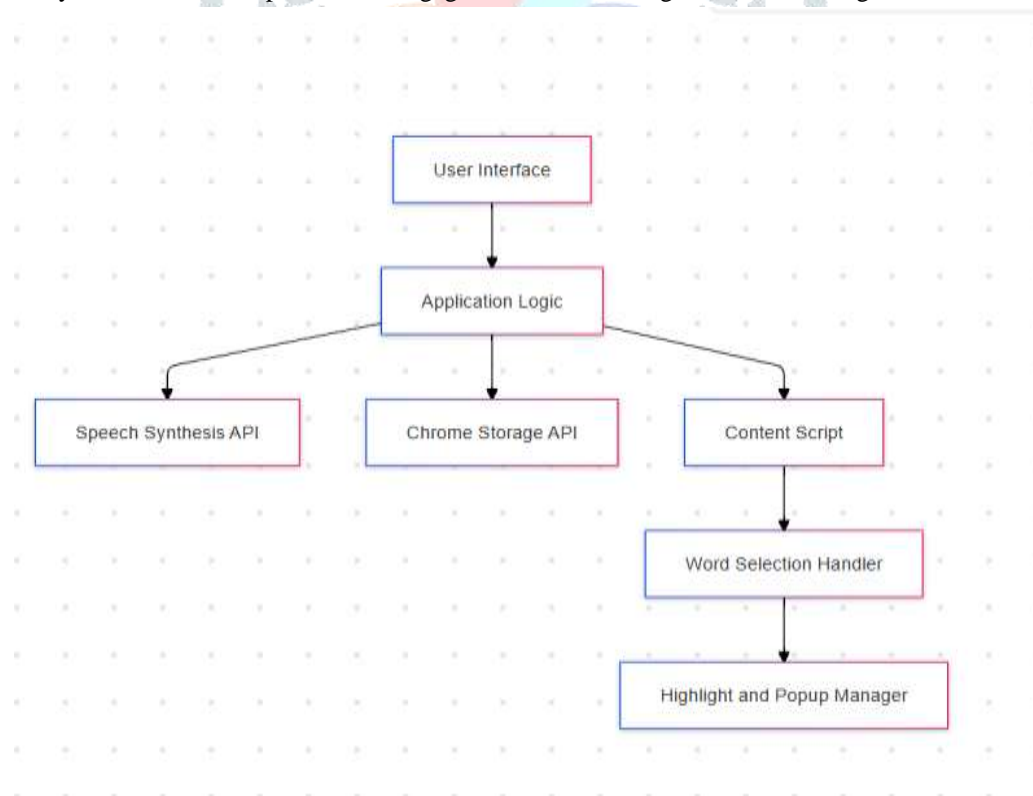 User Interface
Application Logic
Speech Synthesis API
Chrome Storage API
Content Script
Word Selection Handler
Highlight and Popup Manager